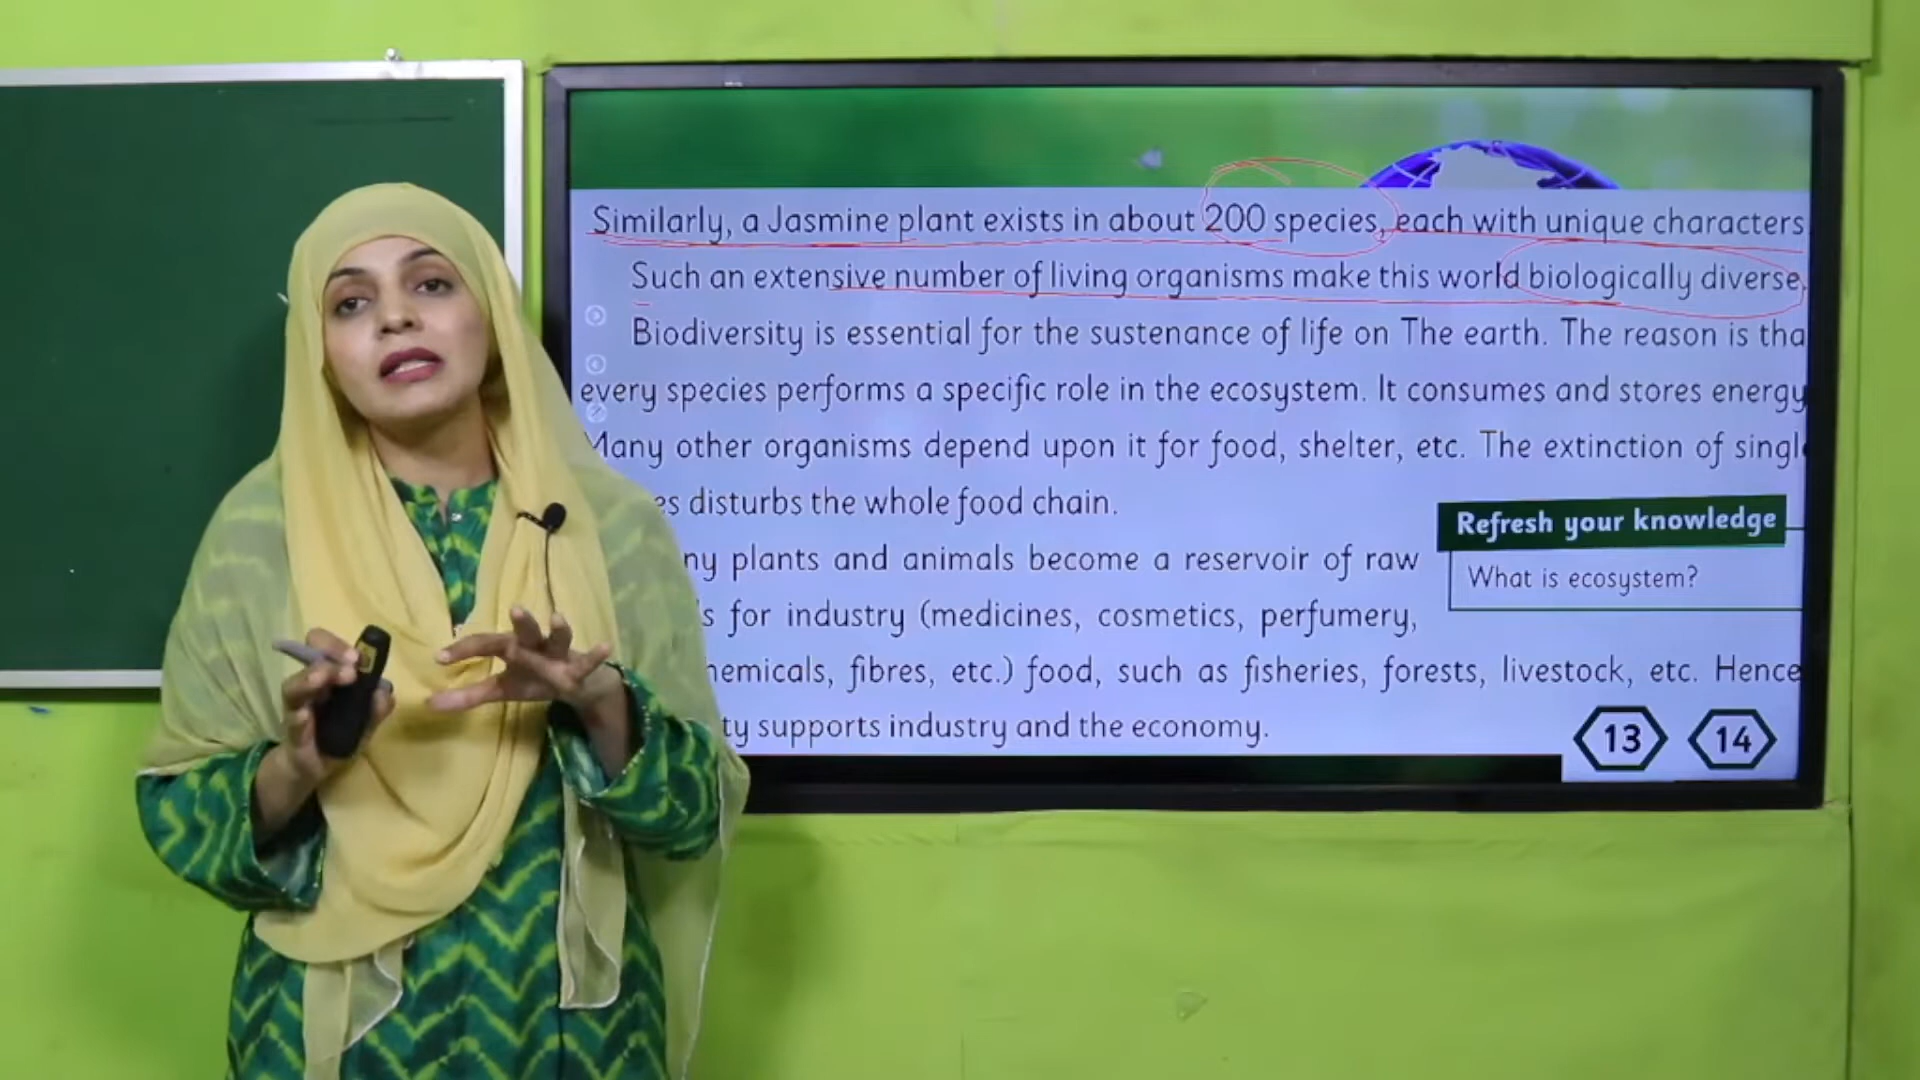 Similarly, a Jasmine plant exists in about 200 species, each with unique characters
Such an extensive number of living organisms make this world biologically diverse.
Biodiversity is essential for the sustenance of life on The earth. The reason is tha
every species performs a specific role in the ecosystem. It consumes and stores energy
Many other organisms depend upon it for food, shelter, etc. The extinction of singl
es disturbs the whole food chain.
Refresh your knowledge
What is ecosystem?
ny plants and animals become a reservoir of raw
s for industry (medicines, cosmetics, perfumery,
hemicals, fibres, etc.) food, such as fisheries, forests, livestock, etc. Hence
ty supports industry and the economy.
13 14